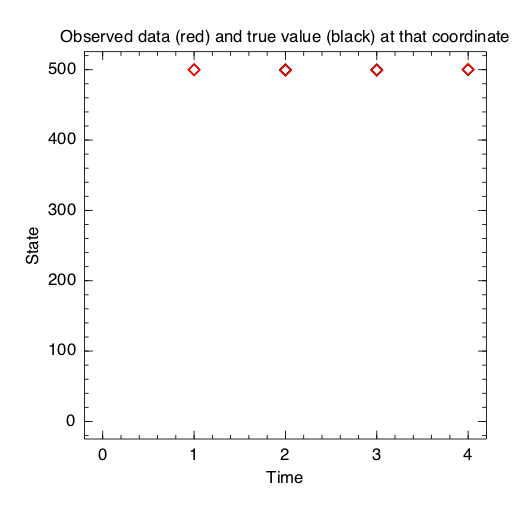 Observed data (red) and true value (black) at that coordinate
500
400
300
200
100
0
State
0 1 2 3 4
Time